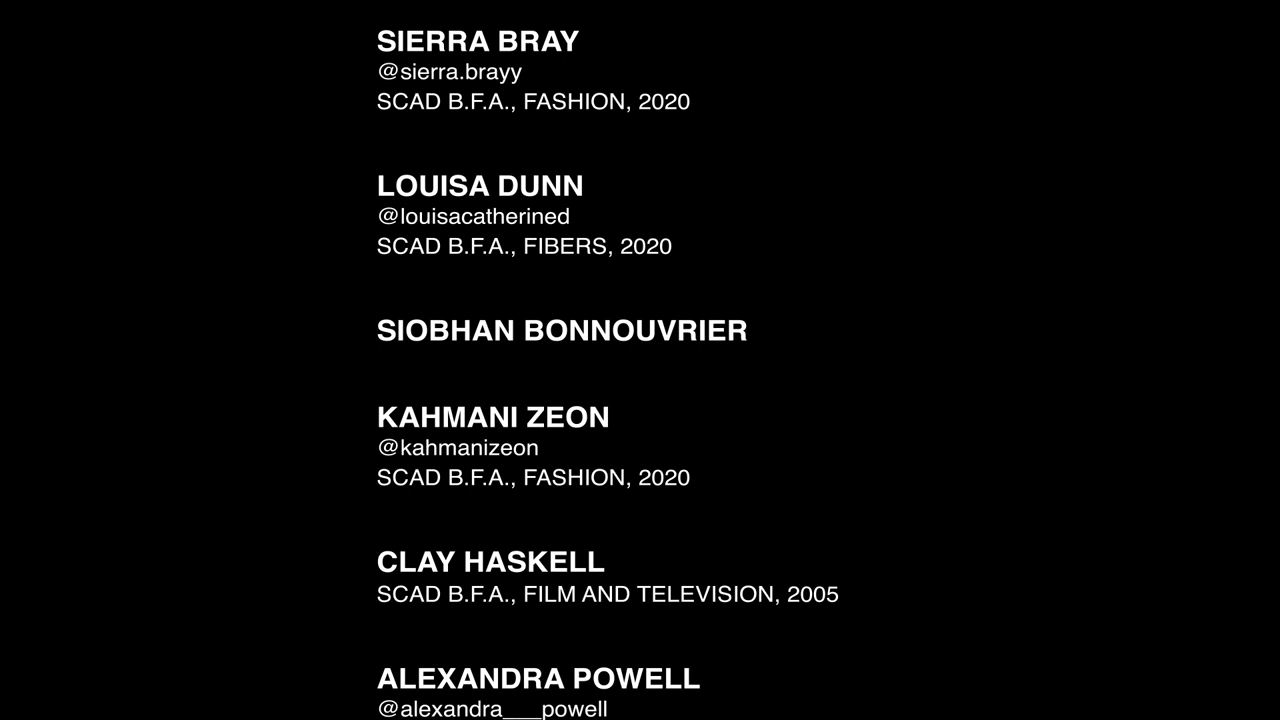 SIERRA BRAY
@sierra.brayy
SCAD B.F.A., FASHION, 2020
LOUISA DUNN
@louisacatherined
SCAD B.F.A., FIBERS, 2020
SIOBHAN BONNOUVRIER
KAHMANI ZEON
@kahmanizeon
SCAD B.F.A., FASHION, 2020
CLAY HASKELL
SCAD B.F.A., FILM AND TELEVISION, 2005
ALEXANDRA POWELL
@alexandra___powell